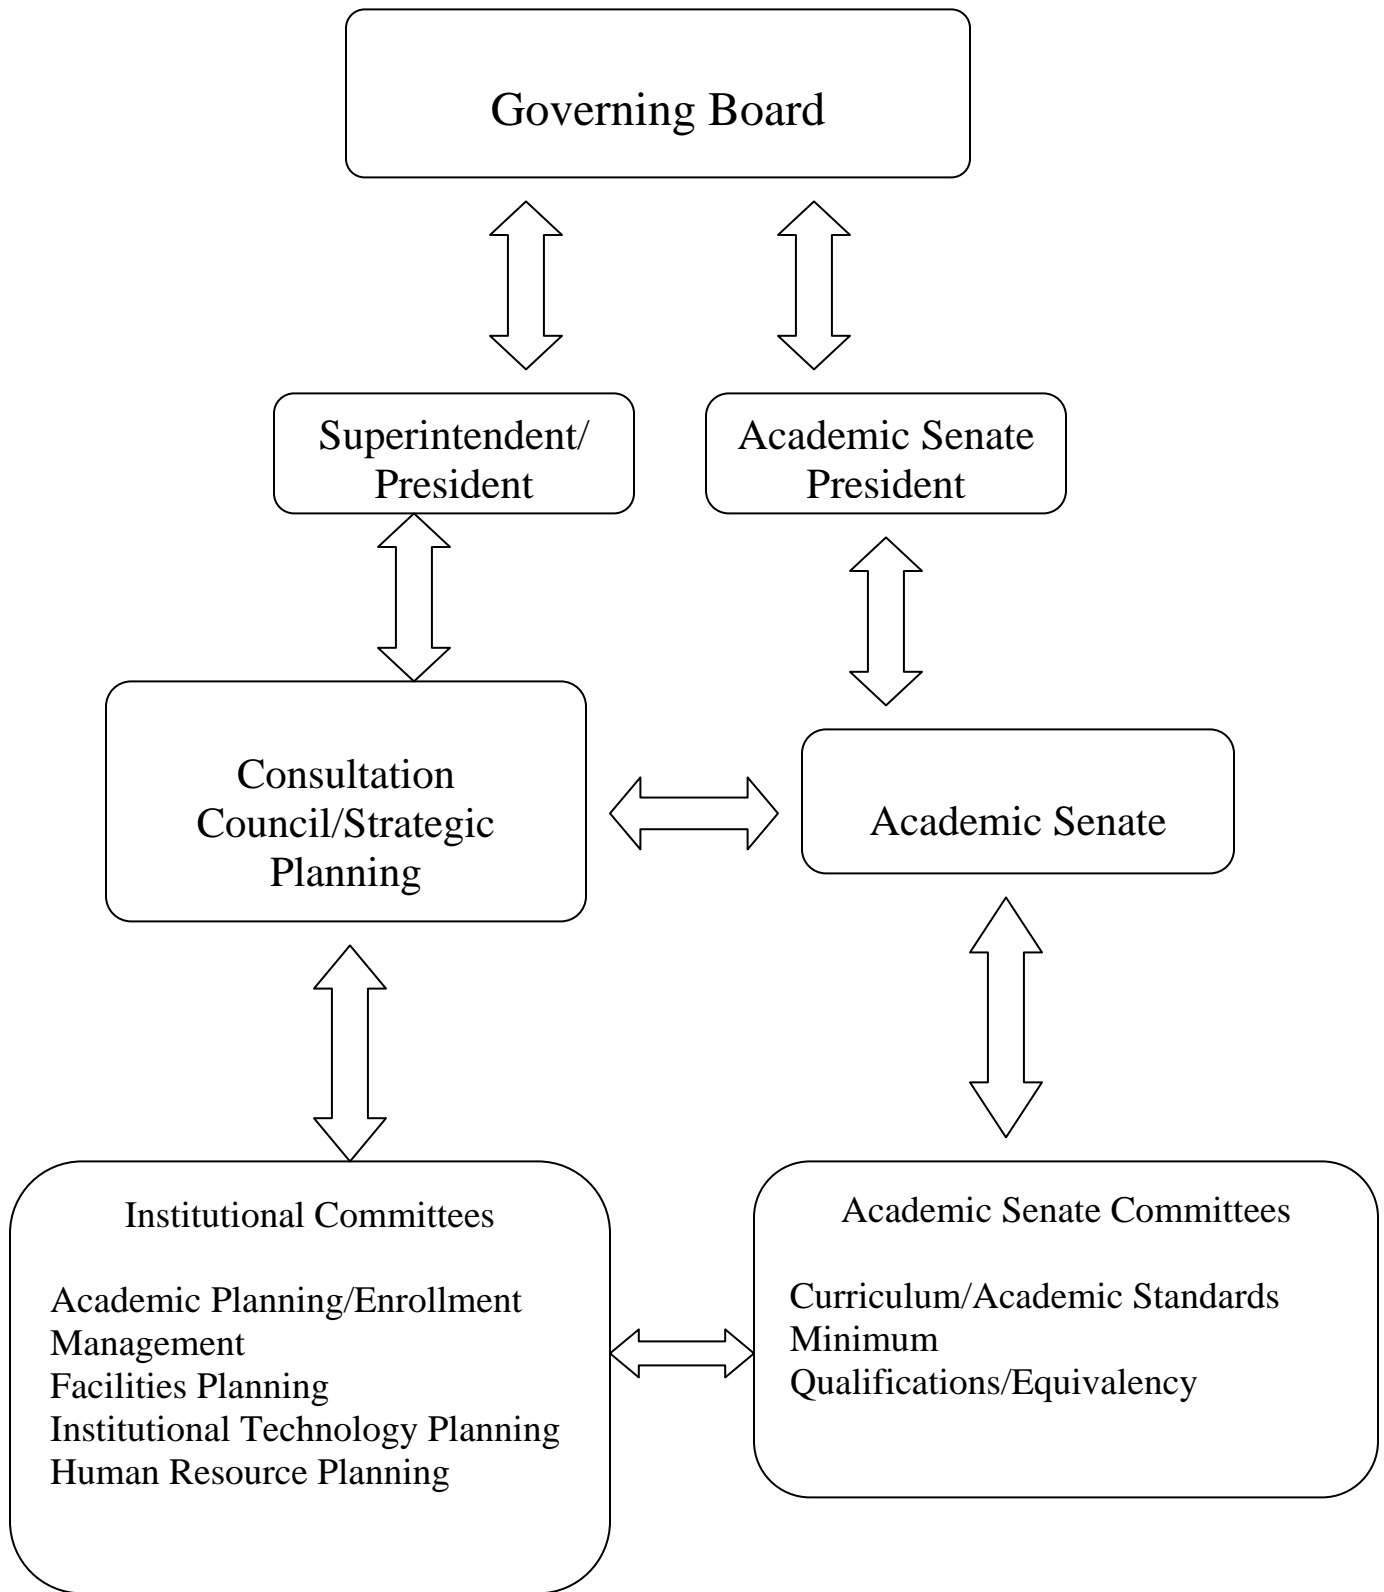 Governing Board
Superintendent/
President
Academic Senate
President
Consultation
Council/Strategic
Planning
Academic Senate
Institutional Committees
Academic Planning/Enrollment
Management
Facilities Planning
Institutional Technology Planning
Human Resource Planning
Academic Senate Committees
Curriculum/Academic Standards
Minimum
Qualifications/Equivalency